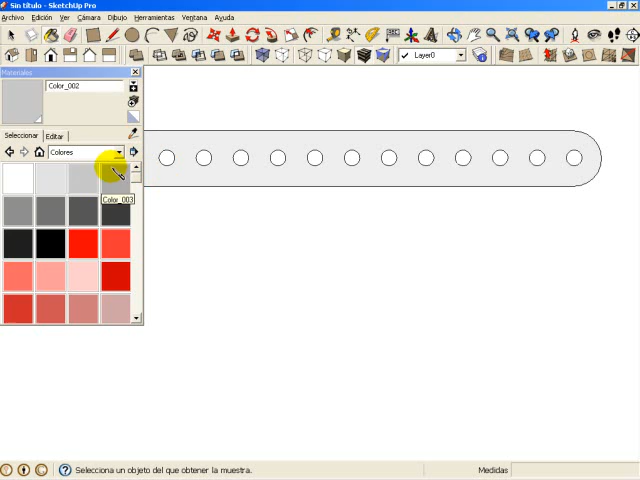 Sin título - SketchUp Pro
Archivo Edición Ver Cámara Dibujo Herramientas Ventana Ayuda
Layer0
Materiales
Color_002
Seleccionar Editar
Colores
Color_003
Selecciona un objeto del que obtener la muestra. Medidas